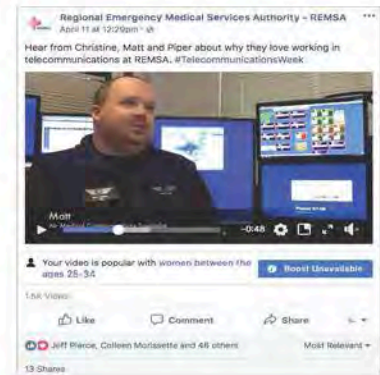 Regional Emergency Medical Services Authority - REMSA
April 11 at 12:29pm
Hear from Christine, Matt and Piper about why they love working in
telecommunications at REMSA. #TelecommunicationsWeek
Matt
-0:48
Your video is popular with women between the
ages 25-34
Boost Unavailable
Like Comment Share
Jeff Pierce, Colleen Morissette and 46 others Most Relevant
13 Shares